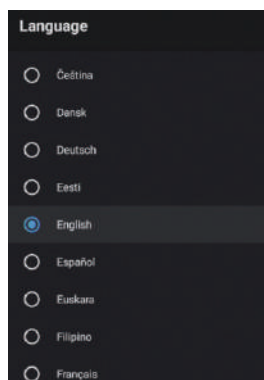 Language
Čeština
Dansk
Deutsch
Eesti
English
Español
Euskara
Filipino
Français